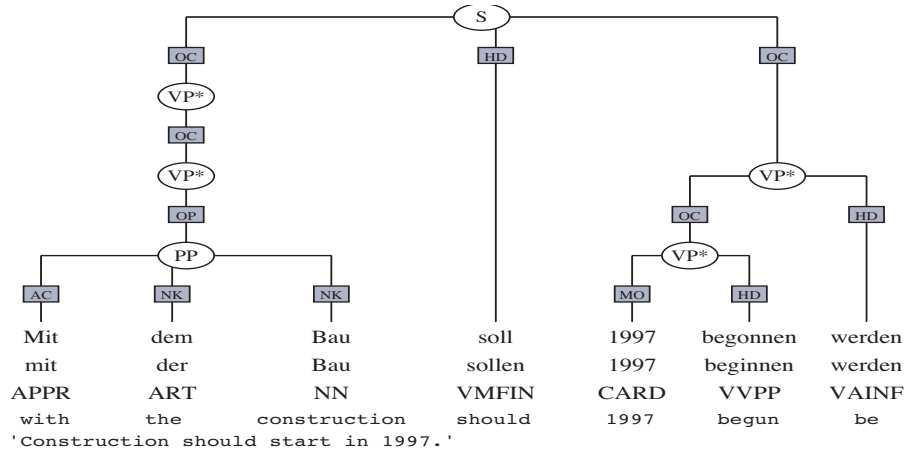 S
OC HD OC
VP*
OC
VP* VP*
OP OC HD
PP VP*
AC NK NK MO HD
Mit dem Bau soll 1997 begonnen werden
mit der Bau sollen 1997 beginnen werden
APPR ART NN VMFIN CARD VVPP VAINF
with the construction should 1997 begun be
'Construction should start in 1997.'